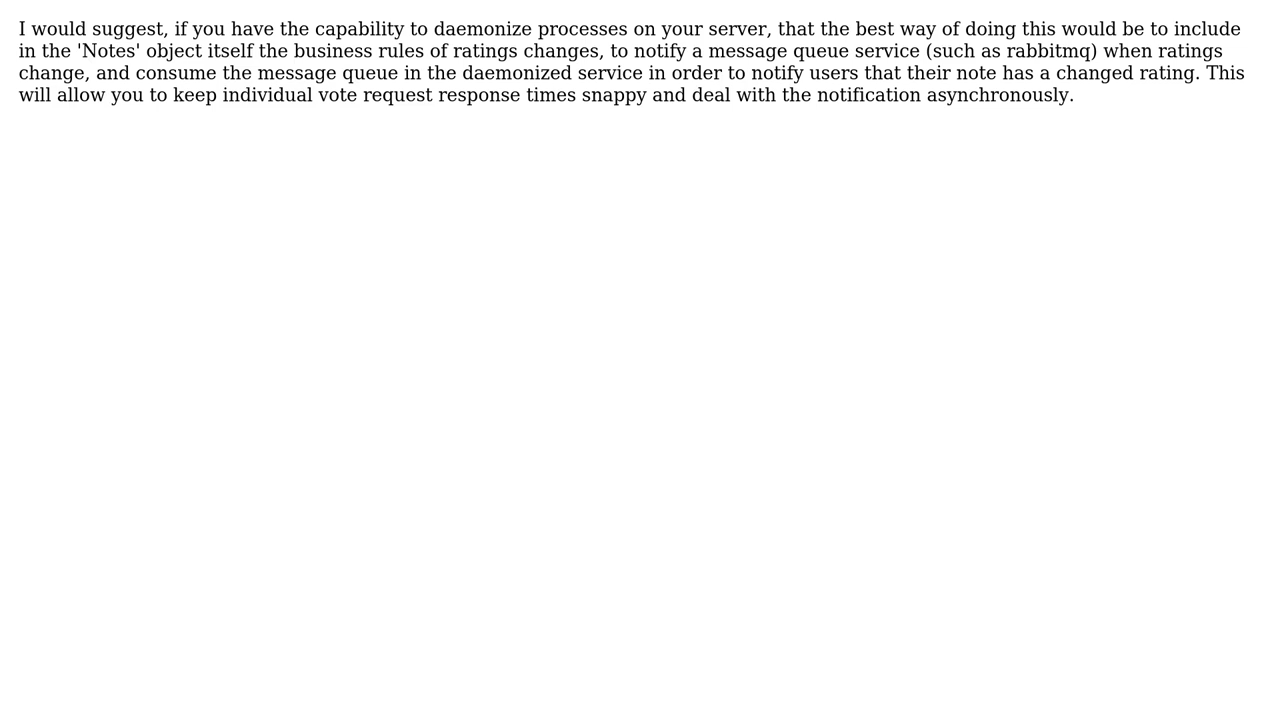 I would suggest, if you have the capability to daemonize processes on your server, that the best way of doing this would be to include
in the 'Notes' object itself the business rules of ratings changes, to notify a message queue service (such as rabbitmq) when ratings
change, and consume the message queue in the daemonized service in order to notify users that their note has a changed rating. This
will allow you to keep individual vote request response times snappy and deal with the notification asynchronously.